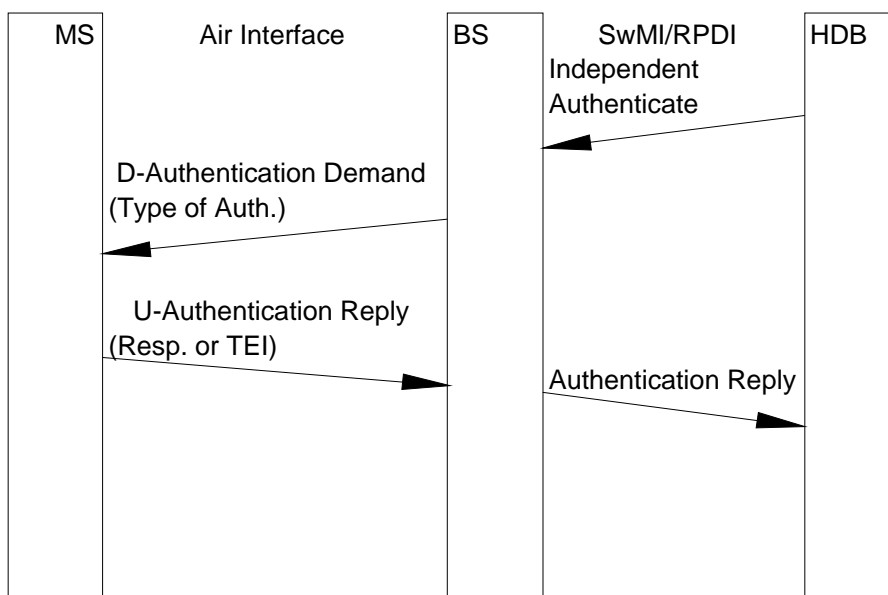 MS Air Interface BS SwMI/RPDI HDB
Independent
Authenticate
D-Authentication Demand
(Type of Auth.)
U-Authentication Reply
(Resp. or TEI)
Authentication Reply